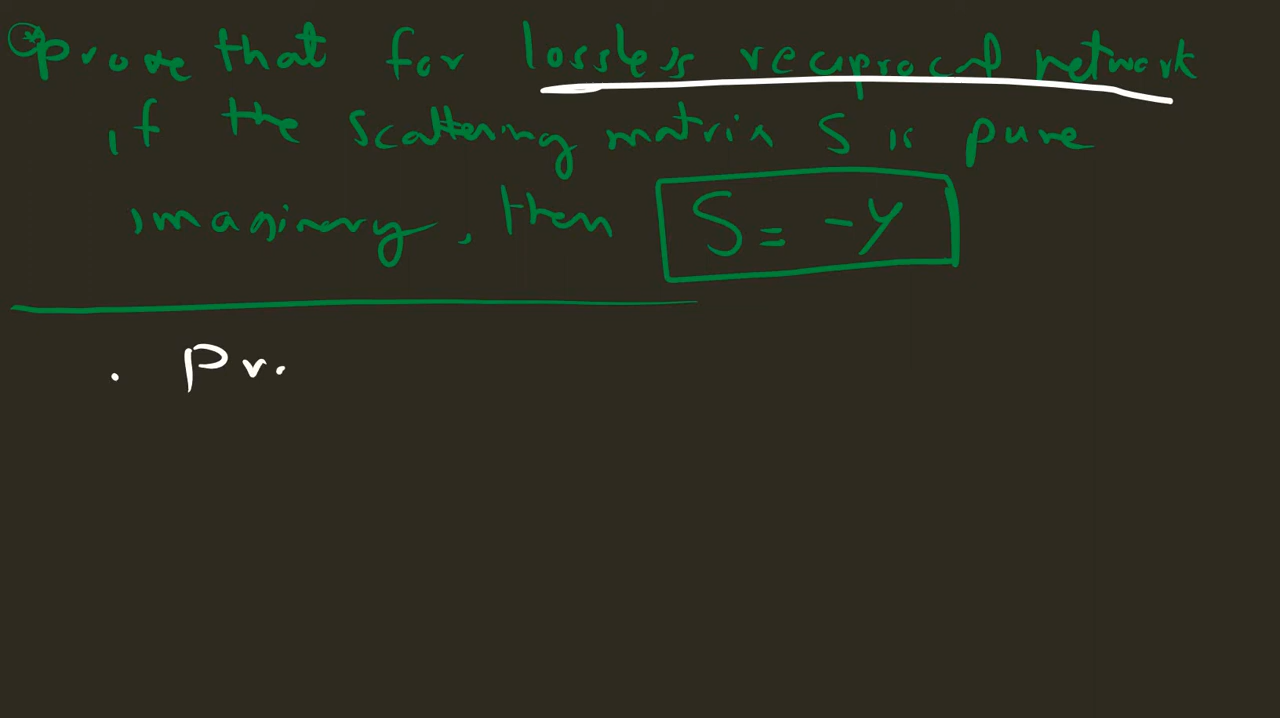 * prove that for lossless reciprocal network
if the scattering matrix S is pure
imaginary, then S = -y
. Pr.